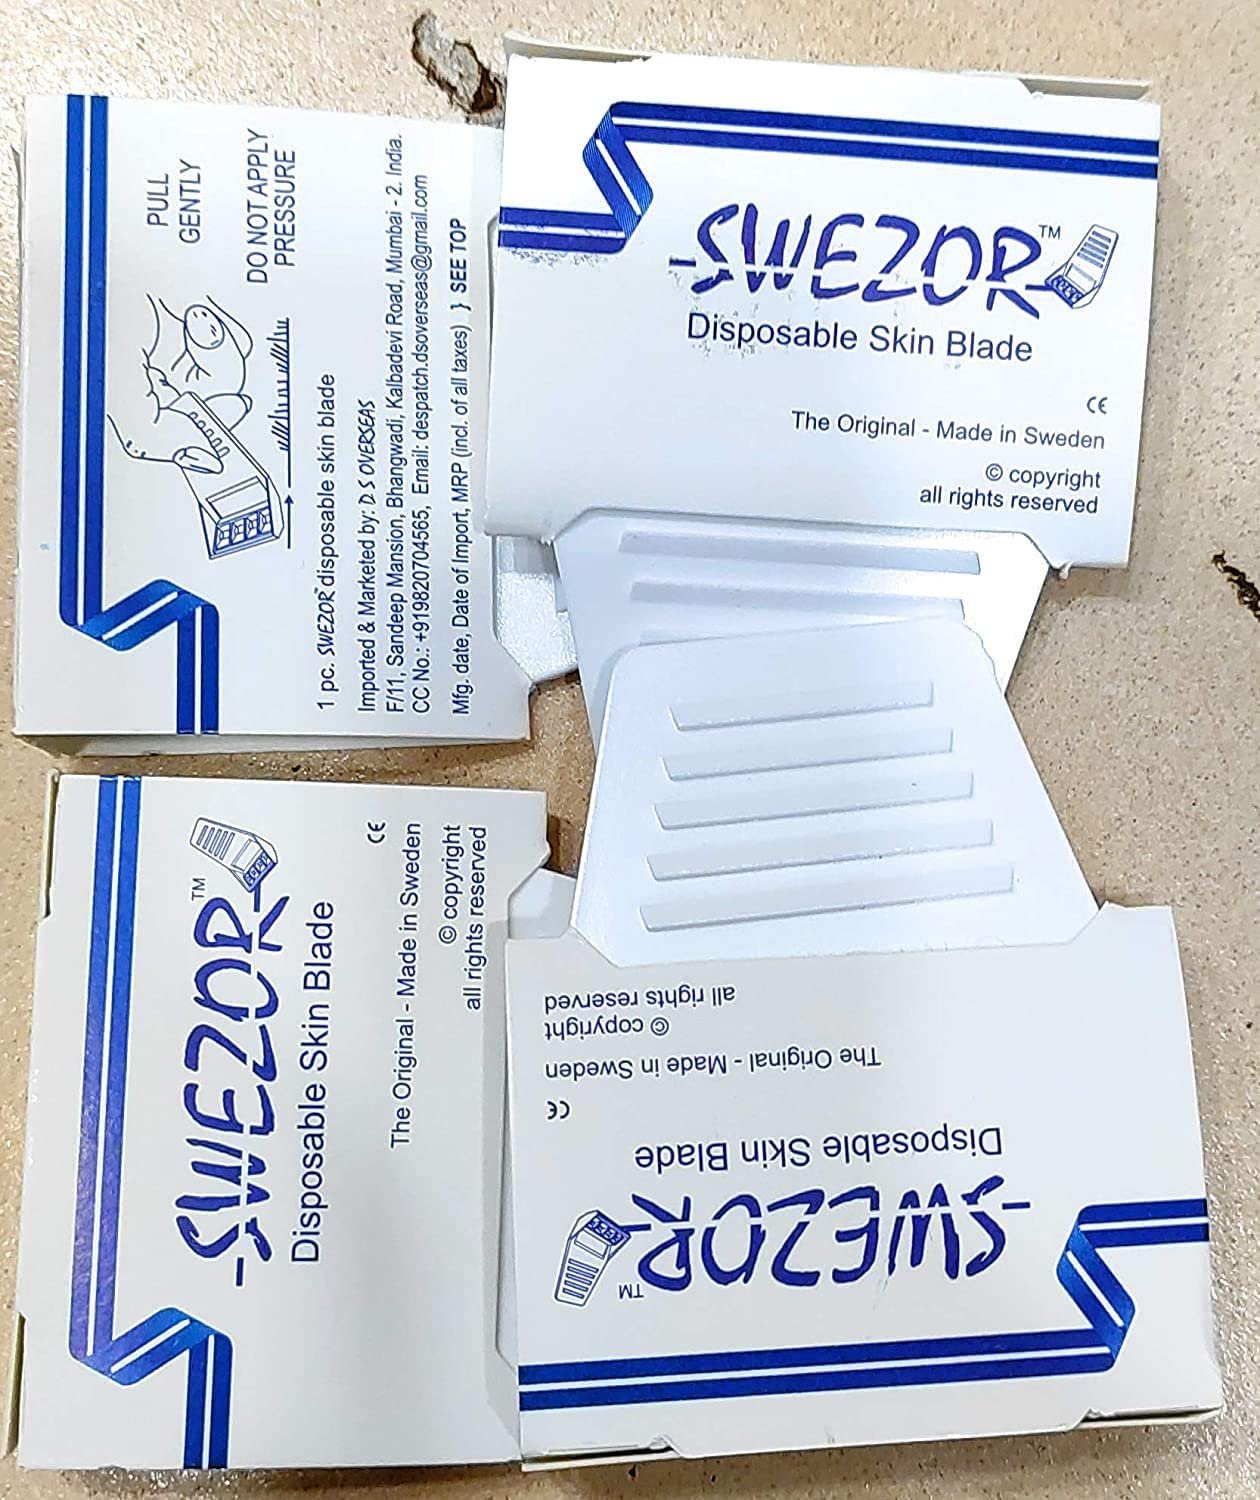 PULL
GENTLY
DO NOT APPLY
PRESSURE
1 pc. SWEZOR™ disposable skin blade
Imported & Marketed by: D. S OVERSEAS
F/11, Sandeep Mansion, Bhangwadi, Kalbadevi Road, Mumbai - 2. India.
CC No.: +919820704565, Email: despatch.dsoverseas@gmail.com
Mfg. date, Date of Import, MRP (incl. of all taxes) } SEE TOP
SWEZOR™
Disposable Skin Blade
CE
The Original - Made in Sweden
© copyright
all rights reserved
SWEZOR™
Disposable Skin Blade
CE
The Original - Made in Sweden
© copyright
all rights reserved
SWEZOR™
Disposable Skin Blade
CE
The Original - Made in Sweden
© copyright
all rights reserved